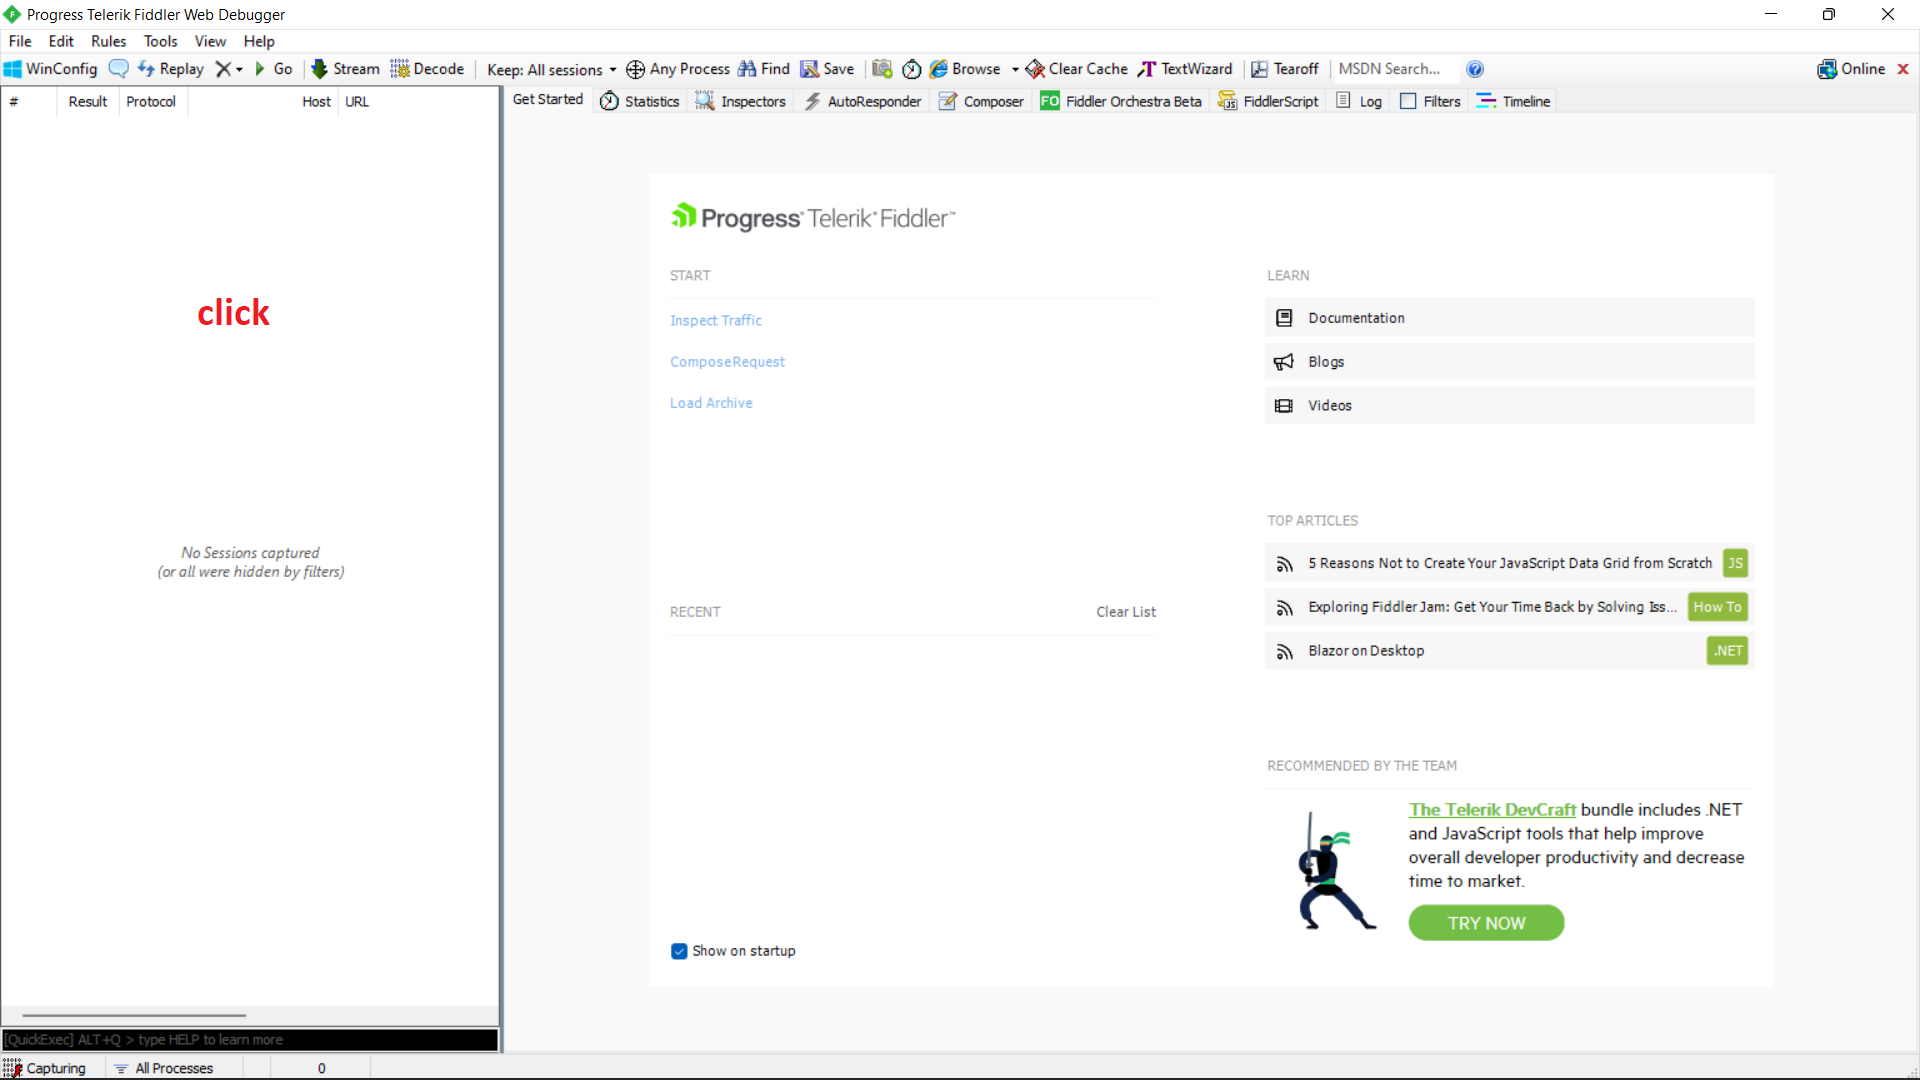 Progress Telerik Fiddler Web Debugger
File Edit Rules Tools View Help
WinConfig Replay Go Stream Decode Keep: All sessions Any Process Find Save Browse Clear Cache TextWizard Tearoff MSDN Search... Online
# Result Protocol Host URL
Get Started Statistics Inspectors AutoResponder Composer FO Fiddler Orchestra Beta FiddlerScript Log Filters Timeline
click
No Sessions captured
(or all were hidden by filters)
[QuickExec] ALT+Q > type HELP to learn more
Progress Telerik Fiddler™
START
Inspect Traffic
Compose Request
Load Archive
RECENT Clear List
Show on startup
LEARN
Documentation
Blogs
Videos
TOP ARTICLES
5 Reasons Not to Create Your JavaScript Data Grid from Scratch JS
Exploring Fiddler Jam: Get Your Time Back by Solving Iss... How To
Blazor on Desktop .NET
RECOMMENDED BY THE TEAM
The Telerik DevCraft bundle includes .NET
and JavaScript tools that help improve
overall developer productivity and decrease
time to market.
TRY NOW
Capturing All Processes 0